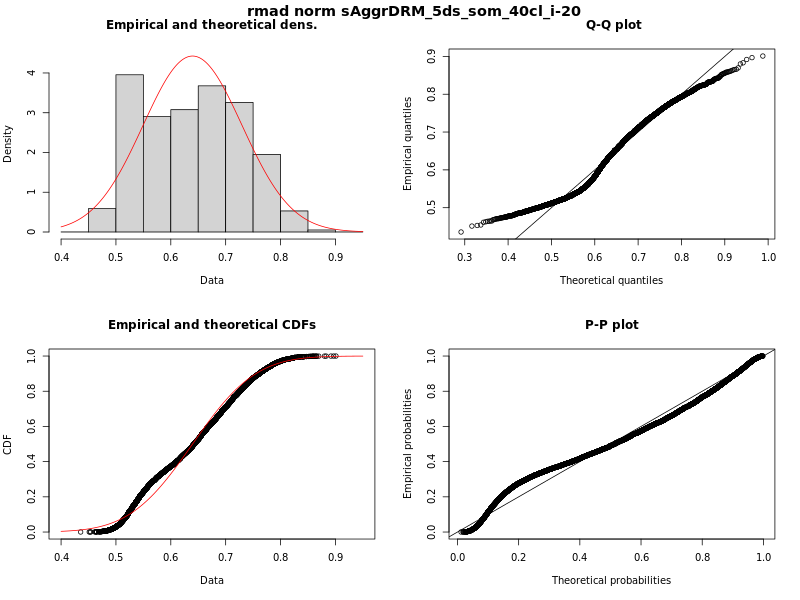 rmad norm sAggrDRM_5ds_som_40cl_i-20
Empirical and theoretical dens.
Density
0 1 2 3 4
0.4 0.5 0.6 0.7 0.8 0.9
Data
Q-Q plot
Empirical quantiles
0.5 0.6 0.7 0.8 0.9
0.3 0.4 0.5 0.6 0.7 0.8 0.9 1.0
Theoretical quantiles
Empirical and theoretical CDFs
CDF
0.0 0.2 0.4 0.6 0.8 1.0
0.4 0.5 0.6 0.7 0.8 0.9
Data
P-P plot
Empirical probabilities
0.0 0.2 0.4 0.6 0.8 1.0
0.0 0.2 0.4 0.6 0.8 1.0
Theoretical probabilities